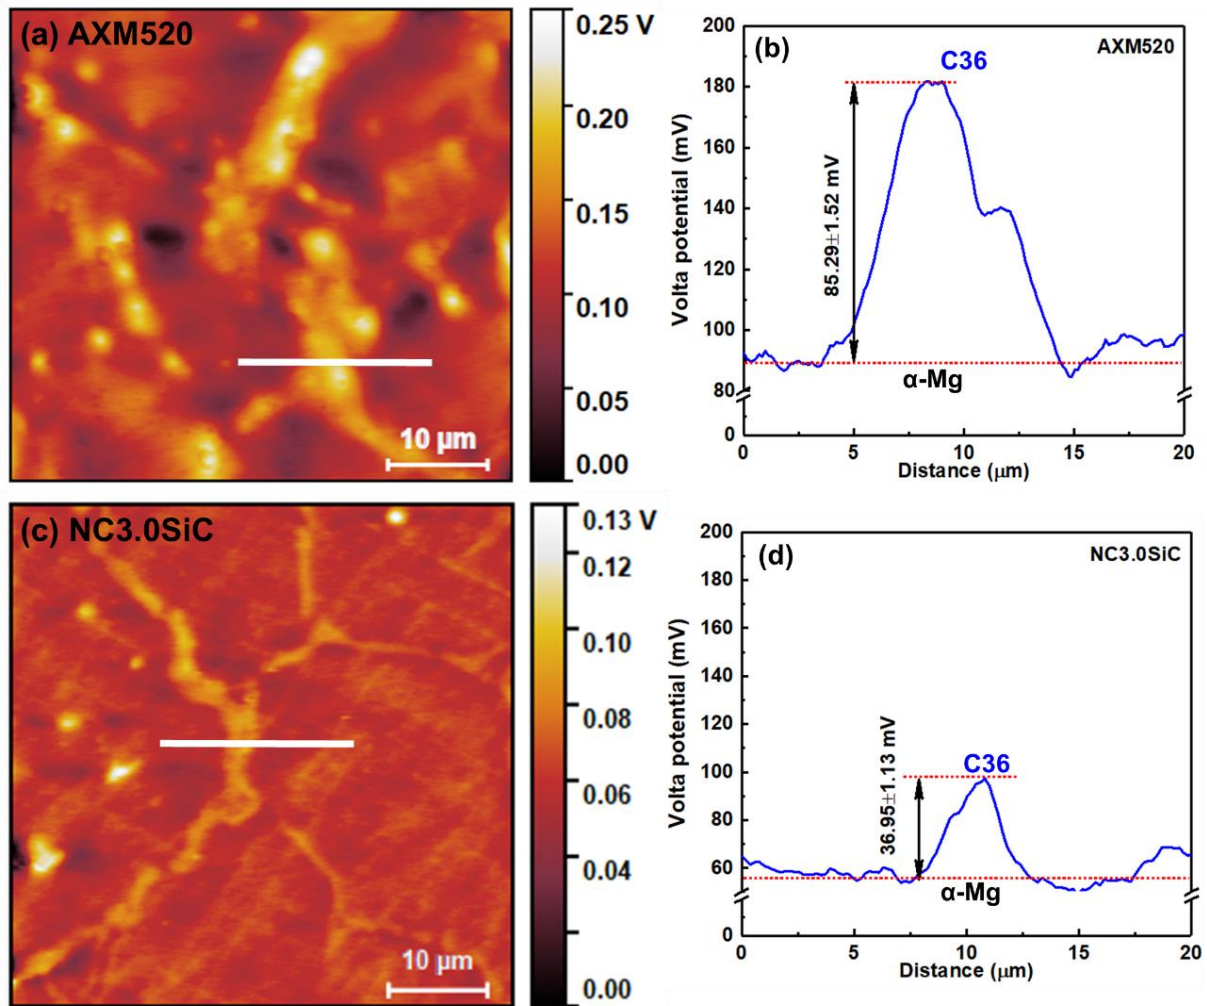 (a) AXM520
0.25 V
0.20
0.15
0.10
0.05
0.00
10 μm
(b)
AXM520
C36
85.29±1.52 mV
α-Mg
Volta potential (mV)
200
180
160
140
120
100
80
0
0 5 10 15 20
Distance (μm)
(c) NC3.0SiC
0.13 V
0.12
0.10
0.08
0.06
0.04
0.00
10 μm
(d)
NC3.0SiC
C36
36.95±1.13 mV
α-Mg
Volta potential (mV)
200
180
160
140
120
100
80
60
0
0 5 10 15 20
Distance (μm)